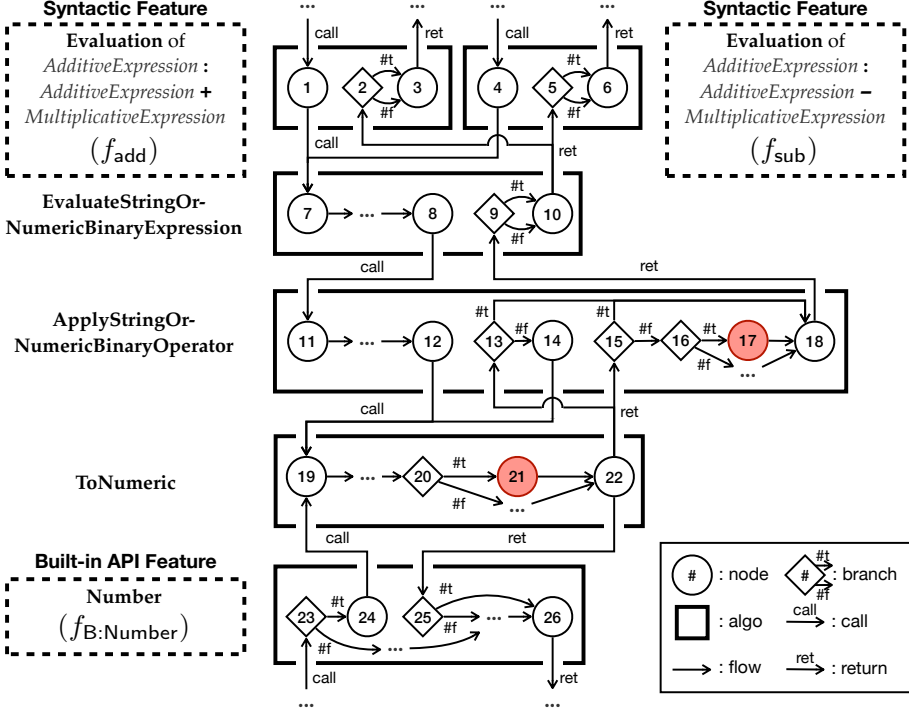 Syntactic Feature
Evaluation of
AdditiveExpression :
AdditiveExpression +
MultiplicativeExpression
(f_add)
...
...
...
...
call
ret
call
ret
1
2
#t
#f
3
4
5
#t
#f
6
Syntactic Feature
Evaluation of
AdditiveExpression :
AdditiveExpression −
MultiplicativeExpression
(f_sub)
call
ret
EvaluateStringOr-
NumericBinaryExpression
7
...
8
9
#t
#f
10
call
ret
ApplyStringOr-
NumericBinaryOperator
11
...
12
#t
13
#f
14
#t
15
#f
16
#t
17
#f
...
18
call
ret
ToNumeric
19
...
20
#t
21
#f
...
22
call
ret
Built-in API Feature
Number
(f_B:Number)
23
#t
24
#f
...
25
#t
#f
...
...
26
call
ret
...
...
# : node
# #t #f : branch
: algo
call : call
: flow
ret : return